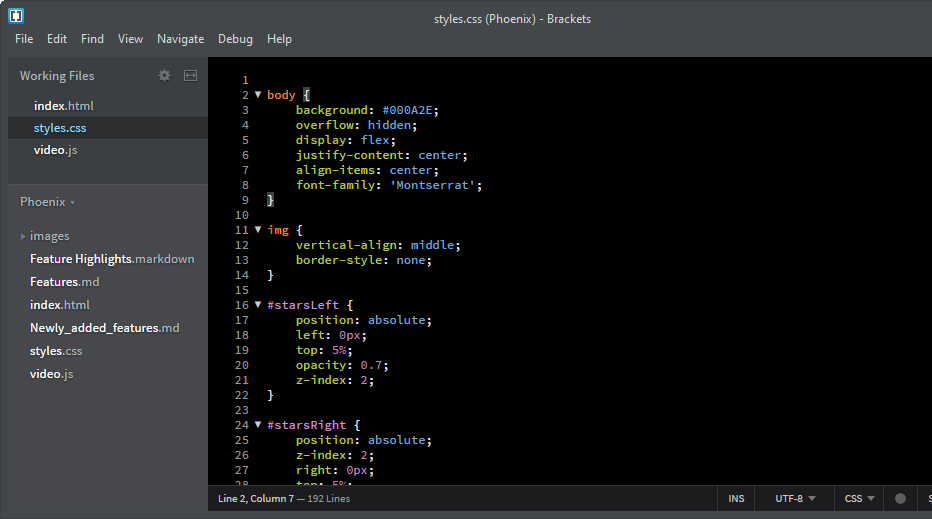 styles.css (Phoenix) - Brackets
File Edit Find View Navigate Debug Help
Working Files
index.html
styles.css
video.js
Phoenix
images
Feature Highlights.markdown
Features.md
index.html
Newly_added_features.md
styles.css
video.js
1
2 body {
3 background: #000A2E;
4 overflow: hidden;
5 display: flex;
6 justify-content: center;
7 align-items: center;
8 font-family: 'Montserrat';
9 }
10
11 img {
12 vertical-align: middle;
13 border-style: none;
14 }
15
16 #starsLeft {
17 position: absolute;
18 left: 0px;
19 top: 5%;
20 opacity: 0.7;
21 z-index: 2;
22 }
23
24 #starsRight {
25 position: absolute;
26 z-index: 2;
27 right: 0px;
28 top: 5%;
Line 2, Column 7 — 192 Lines INS UTF-8 CSS